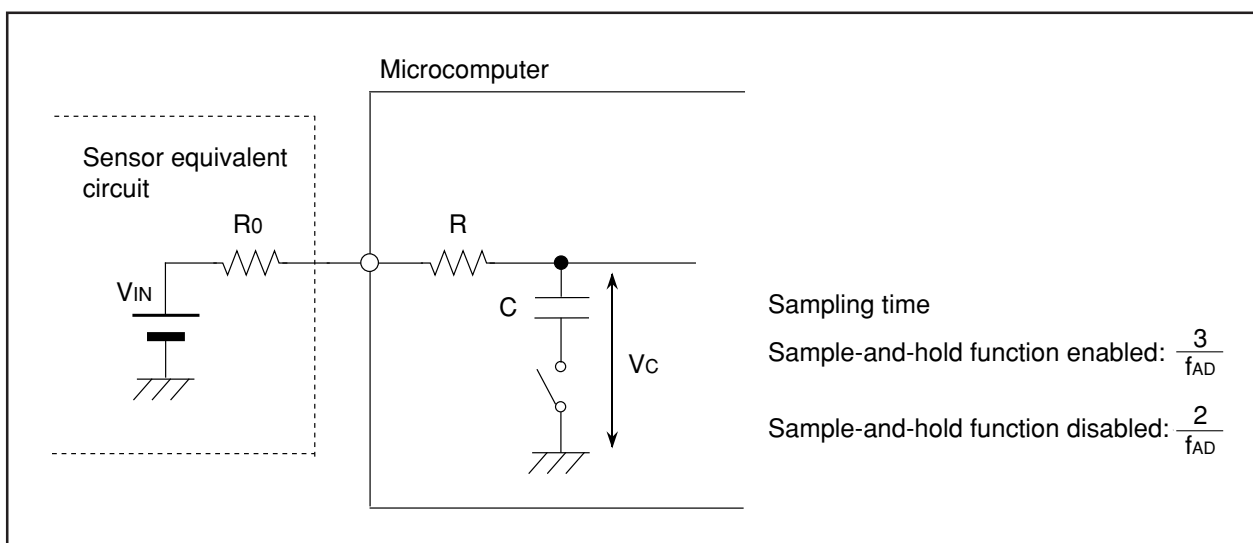 Microcomputer
Sensor equivalent
circuit
R0
R
VIN
C
VC
Sampling time
Sample-and-hold function enabled: 3/fAD
Sample-and-hold function disabled: 2/fAD